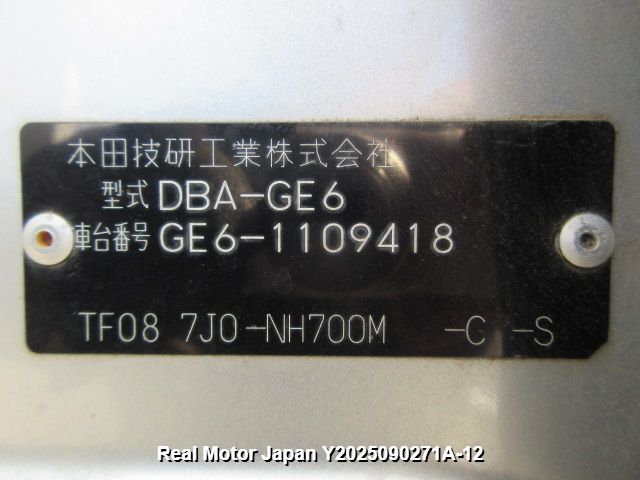 本田技研工業株式会社
型式 DBA-GE6
車台番号 GE6-1109418
TF08 7J0-NH700M -C -S
Real Motor Japan Y2025090271A-12